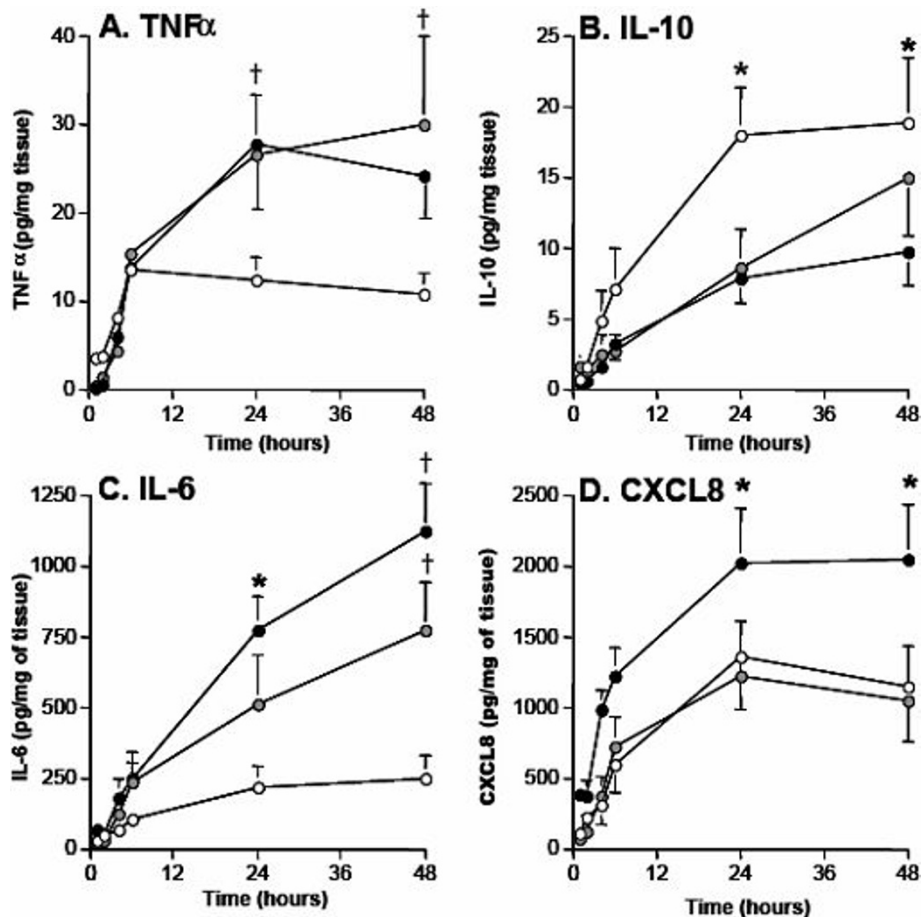 A. TNFα
†
†
40
30
20
10
0
TNF α (pg/mg tissue)
0 12 24 36 48
Time (hours)
B. IL-10
*
*
25
20
15
10
5
0
IL-10 (pg/mg tissue)
0 12 24 36 48
Time (hours)
C. IL-6
*
†
†
1250
1000
750
500
250
0
IL-6 (pg/mg of tissue)
0 12 24 36 48
Time (hours)
D. CXCL8
*
*
2500
2000
1500
1000
500
0
CXCL8 (pg/mg of tissue)
0 12 24 36 48
Time (hours)